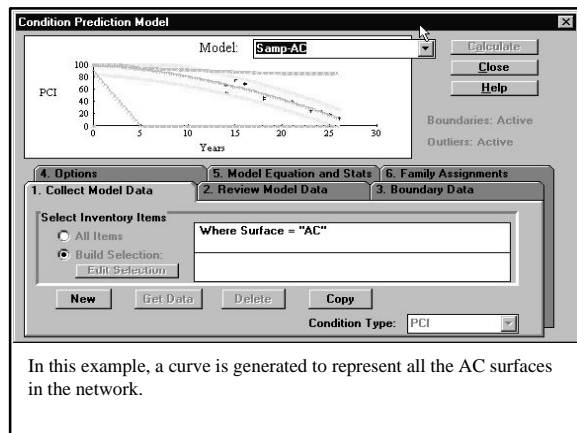 Condition Prediction Model
Model: Samp-AC
Calculate
Close
Help
100
80
60
40
20
0
PCI
0 5 10 15 20 25 30
Years
Boundaries: Active
Outliers: Active
4. Options
5. Model Equation and Stats
6. Family Assignments
1. Collect Model Data
2. Review Model Data
3. Boundary Data
Select Inventory Items
All Items
Build Selection:
Edit Selection
Where Surface = "AC"
New
Get Data
Delete
Copy
Condition Type: PCI
In this example, a curve is generated to represent all the AC surfaces
in the network.